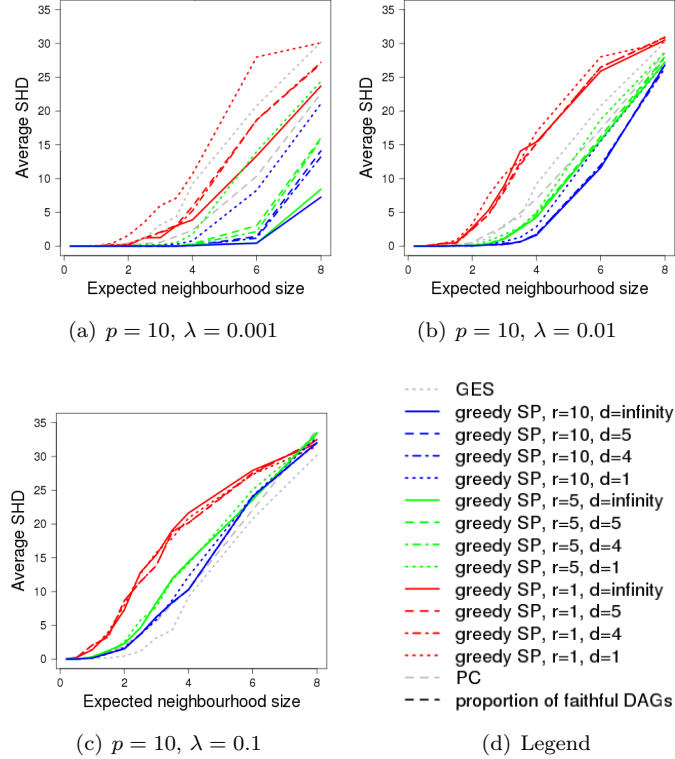 35
30
25
20
15
10
5
0
Average SHD
0 2 4 6 8
Expected neighbourhood size
(a) p = 10, λ = 0.001
35
30
25
20
15
10
5
0
Average SHD
0 2 4 6 8
Expected neighbourhood size
(b) p = 10, λ = 0.01
35
30
25
20
15
10
5
0
Average SHD
0 2 4 6 8
Expected neighbourhood size
(c) p = 10, λ = 0.1
GES
greedy SP, r=10, d=infinity
greedy SP, r=10, d=5
greedy SP, r=10, d=4
greedy SP, r=10, d=1
greedy SP, r=5, d=infinity
greedy SP, r=5, d=5
greedy SP, r=5, d=4
greedy SP, r=5, d=1
greedy SP, r=1, d=infinity
greedy SP, r=1, d=5
greedy SP, r=1, d=4
greedy SP, r=1, d=1
PC
proportion of faithful DAGs
(d) Legend